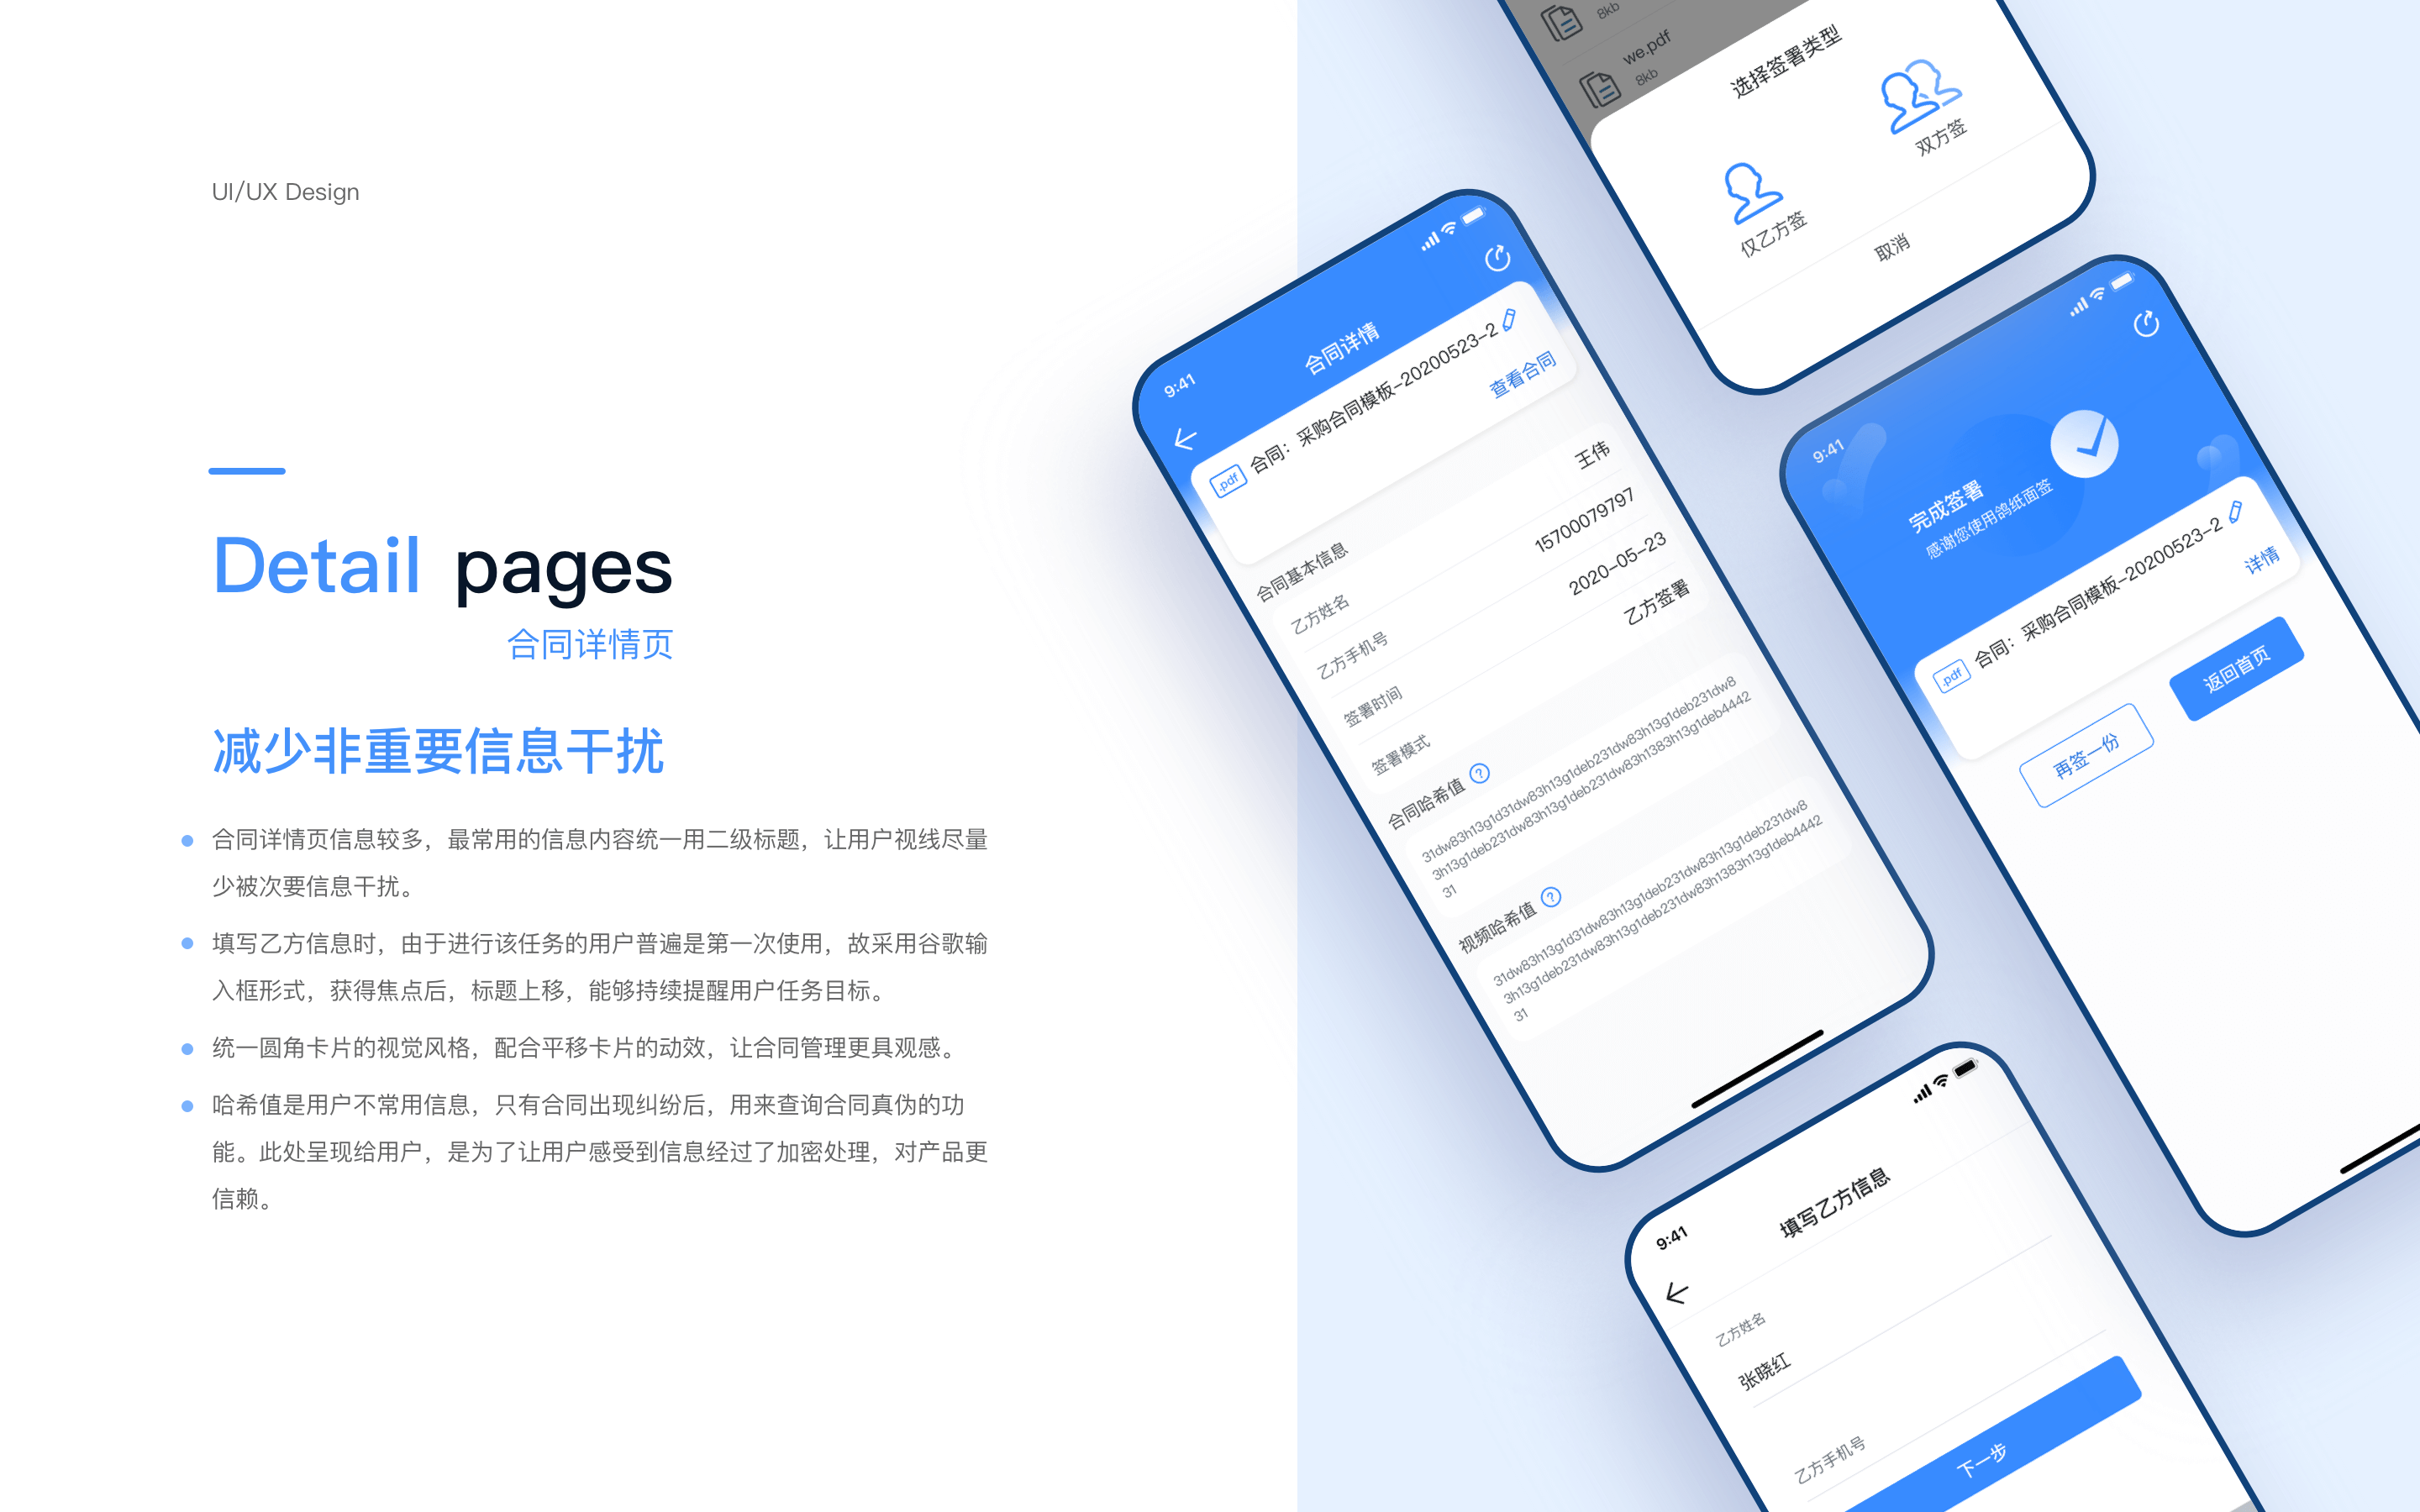 UI/UX Design
Detail pages
合同详情页
减少非重要信息干扰
合同详情页信息较多，最常用的信息内容统一用二级标题，让用户视线尽量
少被次要信息干扰。
填写乙方信息时，由于进行该任务的用户普遍是第一次使用，故采用谷歌输
入框形式，获得焦点后，标题上移，能够持续提醒用户任务目标。
统一圆角卡片的视觉风格，配合平移卡片的动效，让合同管理更具观感。
哈希值是用户不常用信息，只有合同出现纠纷后，用来查询合同真伪的功
能。此处呈现给用户，是为了让用户感受到信息经过了加密处理，对产品更
信赖。
8kb
we.pdf
8kb
选择签署类型
仅乙方签
双方签
取消
9:41
合同详情
.pdf 合同：采购合同模板-20200523-2
查看合同
合同基本信息
乙方姓名 王伟
乙方手机号 15700079797
签署时间 2020-05-23
签署模式 乙方签署
合同哈希值 ?
31dw83h13g1d31dw83h13g1deb231dw83h13g1deb231dw8
3h13g1deb231dw83h13g1deb231dw83h1383h13g1deb4442
31
视频哈希值 ?
31dw83h13g1d31dw83h13g1deb231dw83h13g1deb231dw8
3h13g1deb231dw83h13g1deb231dw83h1383h13g1deb4442
31
9:41
完成签署
感谢您使用鸽纸面签
.pdf 合同：采购合同模板-20200523-2
详情
再签一份
返回首页
9:41
填写乙方信息
乙方姓名
张晓红
乙方手机号
下一步